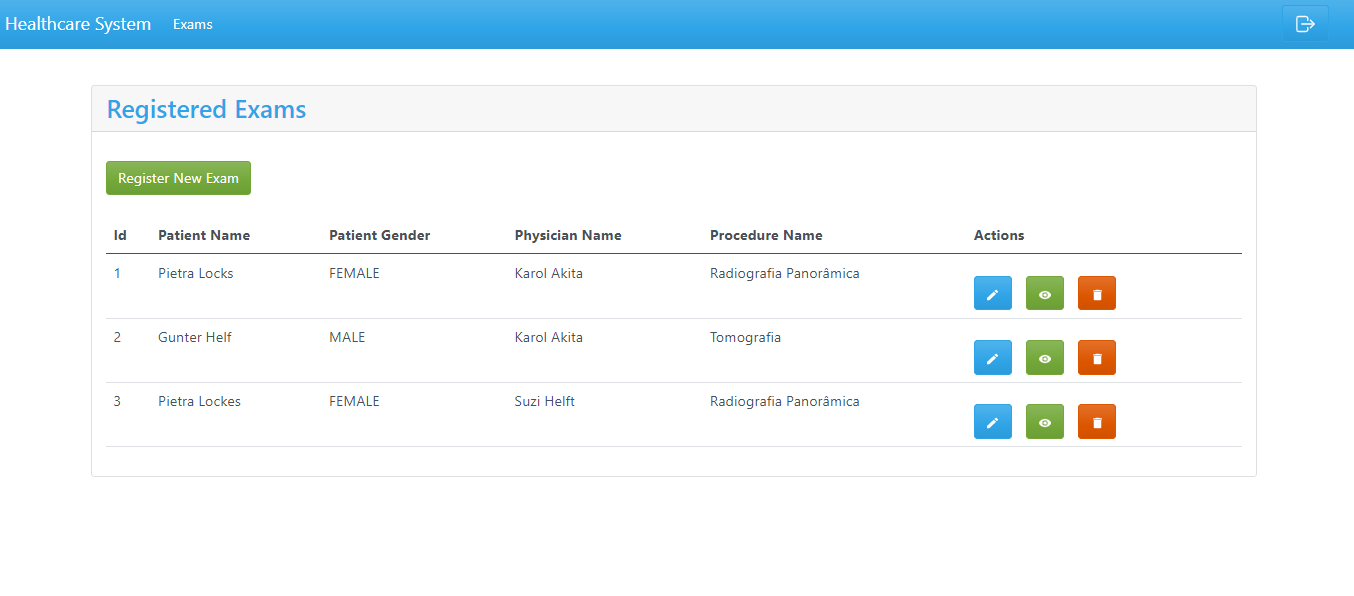 Healthcare System Exams
Registered Exams
Register New Exam
Id Patient Name Patient Gender Physician Name Procedure Name Actions
1 Pietra Locks FEMALE Karol Akita Radiografia Panorâmica
2 Gunter Helf MALE Karol Akita Tomografia
3 Pietra Lockes FEMALE Suzi Helft Radiografia Panorâmica